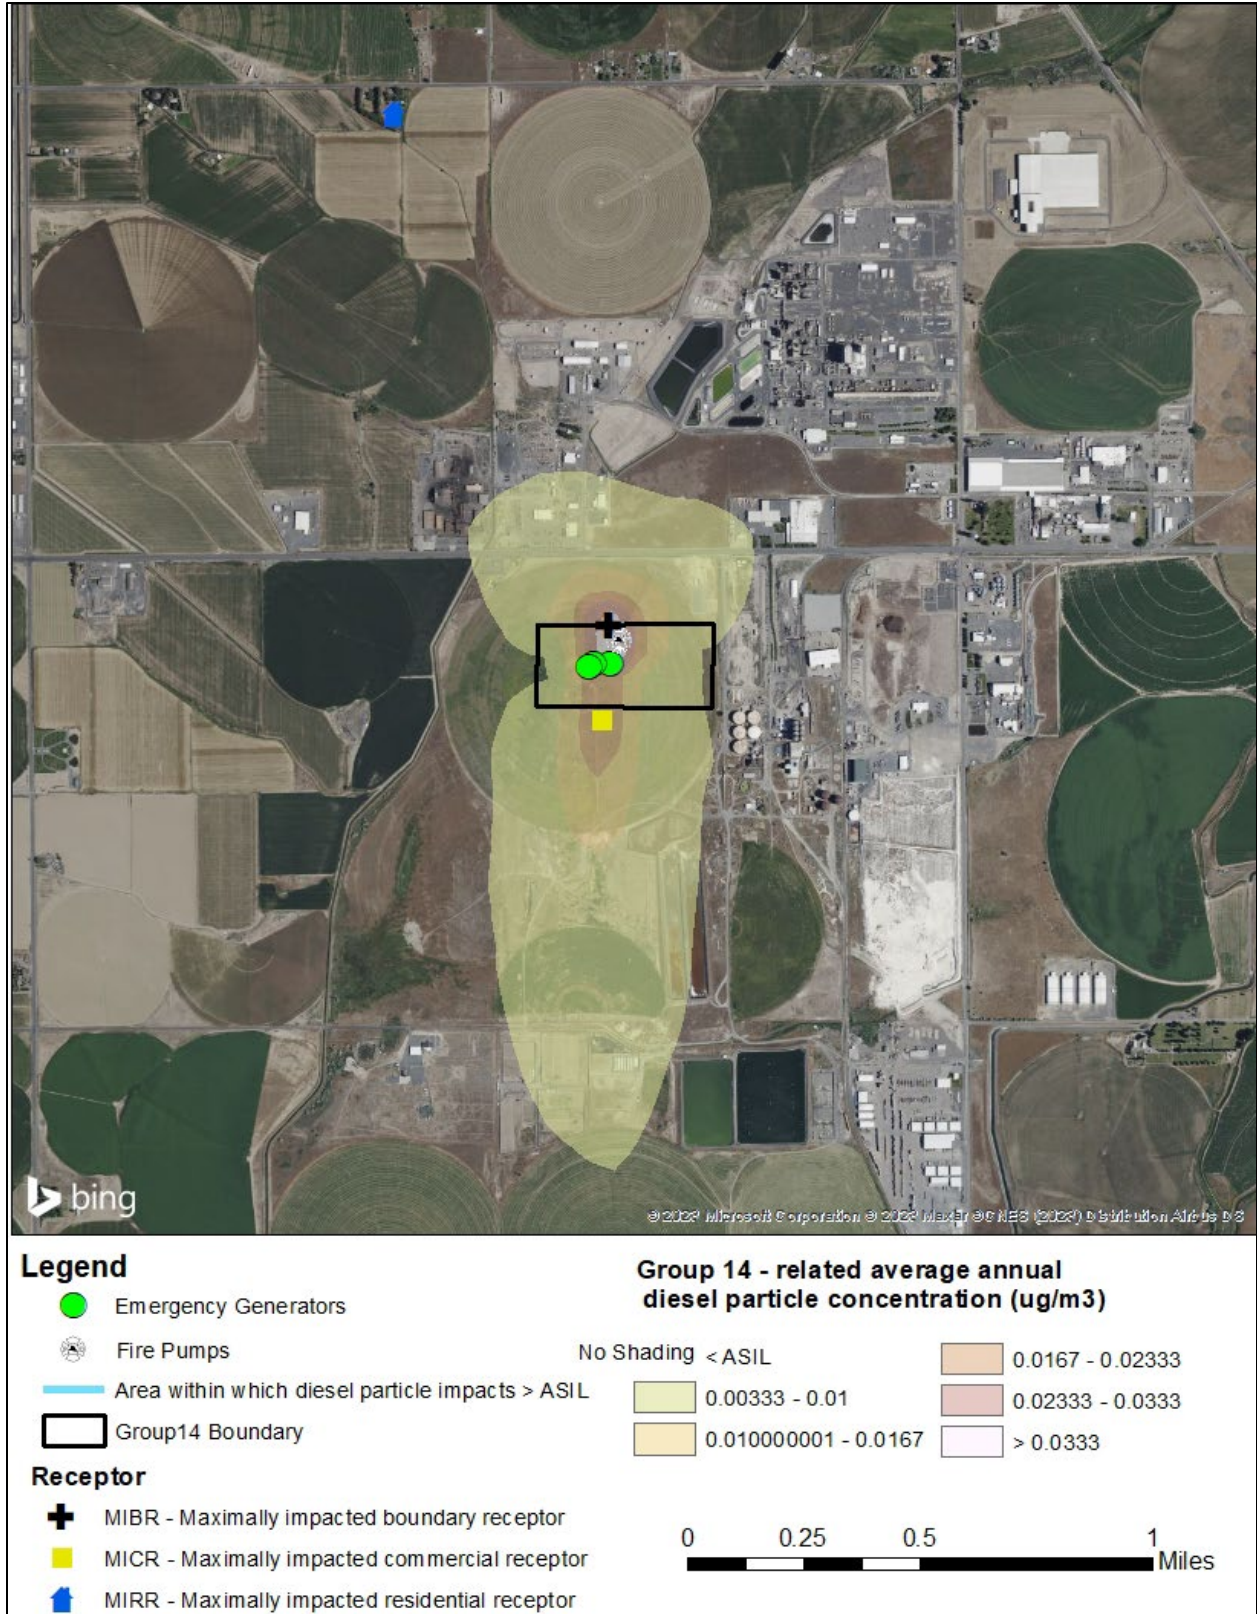 bing
© 202? Microsoft Corporation © 202? Maxar ©CNES (202?) Distribution Airbus DS
Legend
Emergency Generators
Fire Pumps
Area within which diesel particle impacts > ASIL
Group14 Boundary
Receptor
MIBR - Maximally impacted boundary receptor
MICR - Maximally impacted commercial receptor
MIRR - Maximally impacted residential receptor
Group 14 - related average annual
diesel particle concentration (ug/m3)
No Shading < ASIL
0.00333 - 0.01
0.010000001 - 0.0167
0.0167 - 0.02333
0.02333 - 0.0333
> 0.0333
0 0.25 0.5 1
Miles